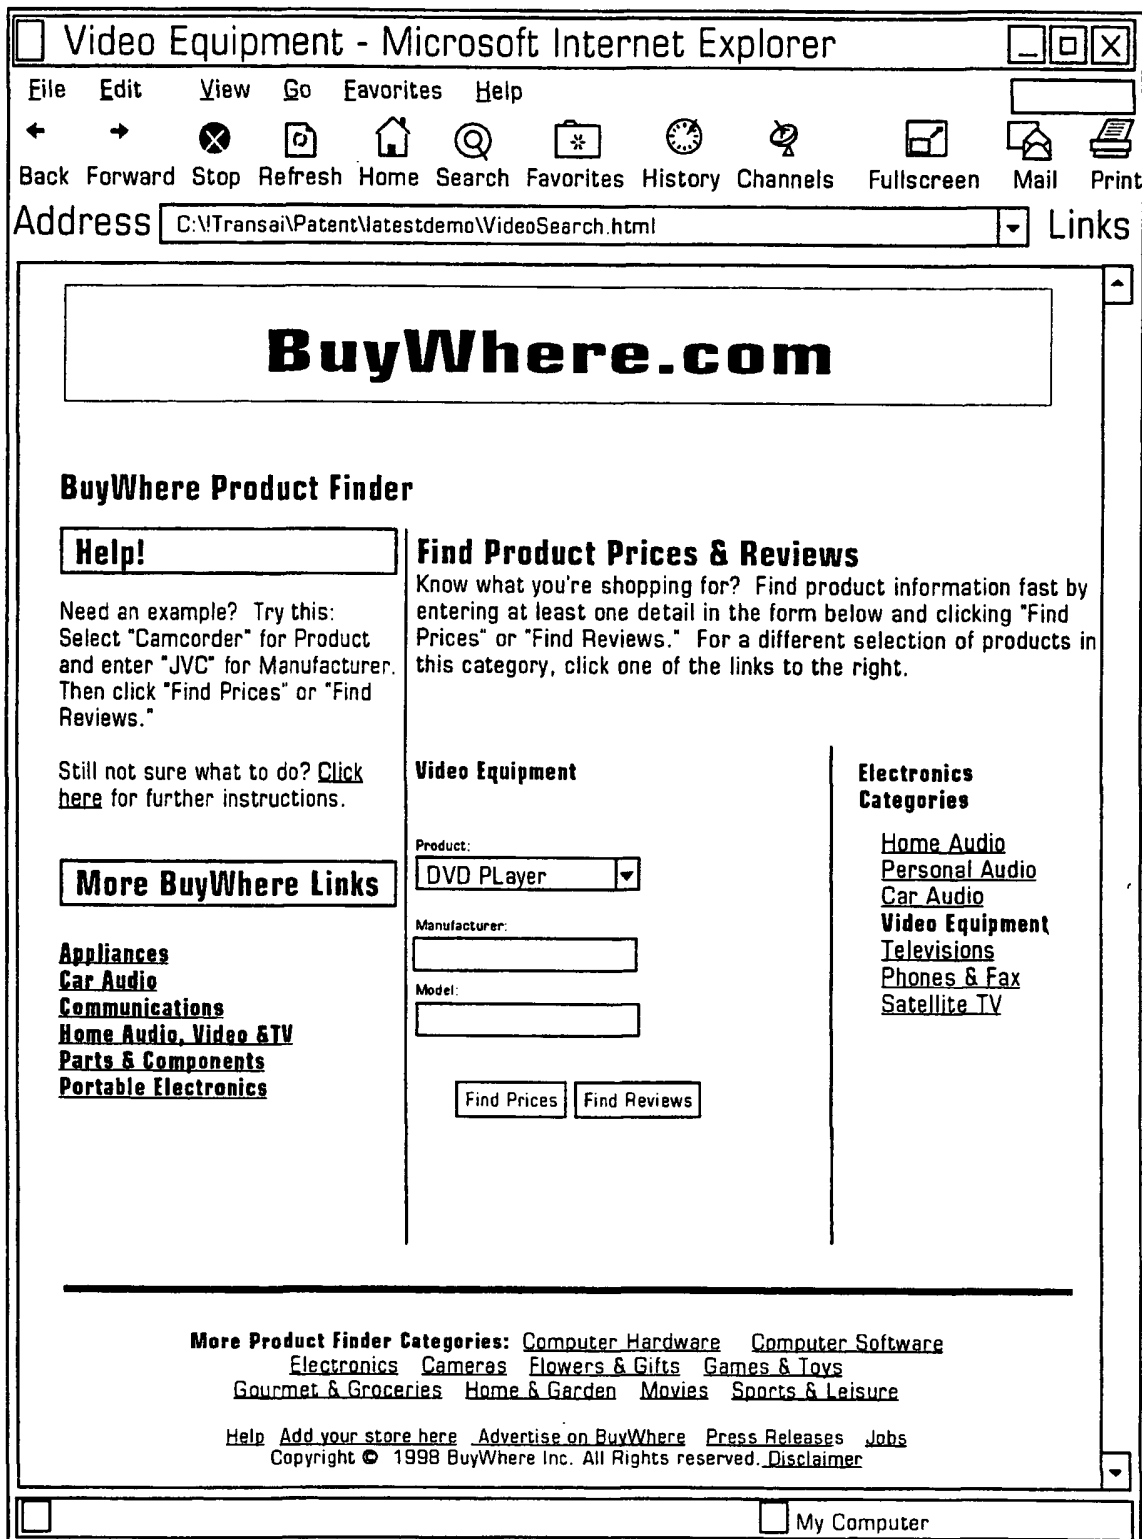 Video Equipment - Microsoft Internet Explorer
File Edit View Go Favorites Help
Back Forward Stop Refresh Home Search Favorites History Channels Fullscreen Mail Print
Address C:\!Transai\Patent\latestdemo\VideoSearch.html Links
BuyWhere.com
BuyWhere Product Finder
Help!
Need an example? Try this:
Select "Camcorder" for Product
and enter "JVC" for Manufacturer.
Then click "Find Prices" or "Find
Reviews."
Still not sure what to do? Click
here for further instructions.
More BuyWhere Links
Appliances
Car Audio
Communications
Home Audio, Video &TV
Parts & Components
Portable Electronics
Find Product Prices & Reviews
Know what you're shopping for? Find product information fast by
entering at least one detail in the form below and clicking "Find
Prices" or "Find Reviews." For a different selection of products in
this category, click one of the links to the right.
Video Equipment
Product:
DVD PLayer
Manufacturer:
Model:
Find Prices Find Reviews
Electronics
Categories
Home Audio
Personal Audio
Car Audio
Video Equipment
Televisions
Phones & Fax
Satellite TV
More Product Finder Categories: Computer Hardware Computer Software
Electronics Cameras Flowers & Gifts Games & Toys
Gourmet & Groceries Home & Garden Movies Sports & Leisure
Help Add your store here Advertise on BuyWhere Press Releases Jobs
Copyright © 1998 BuyWhere Inc. All Rights reserved. Disclaimer
My Computer